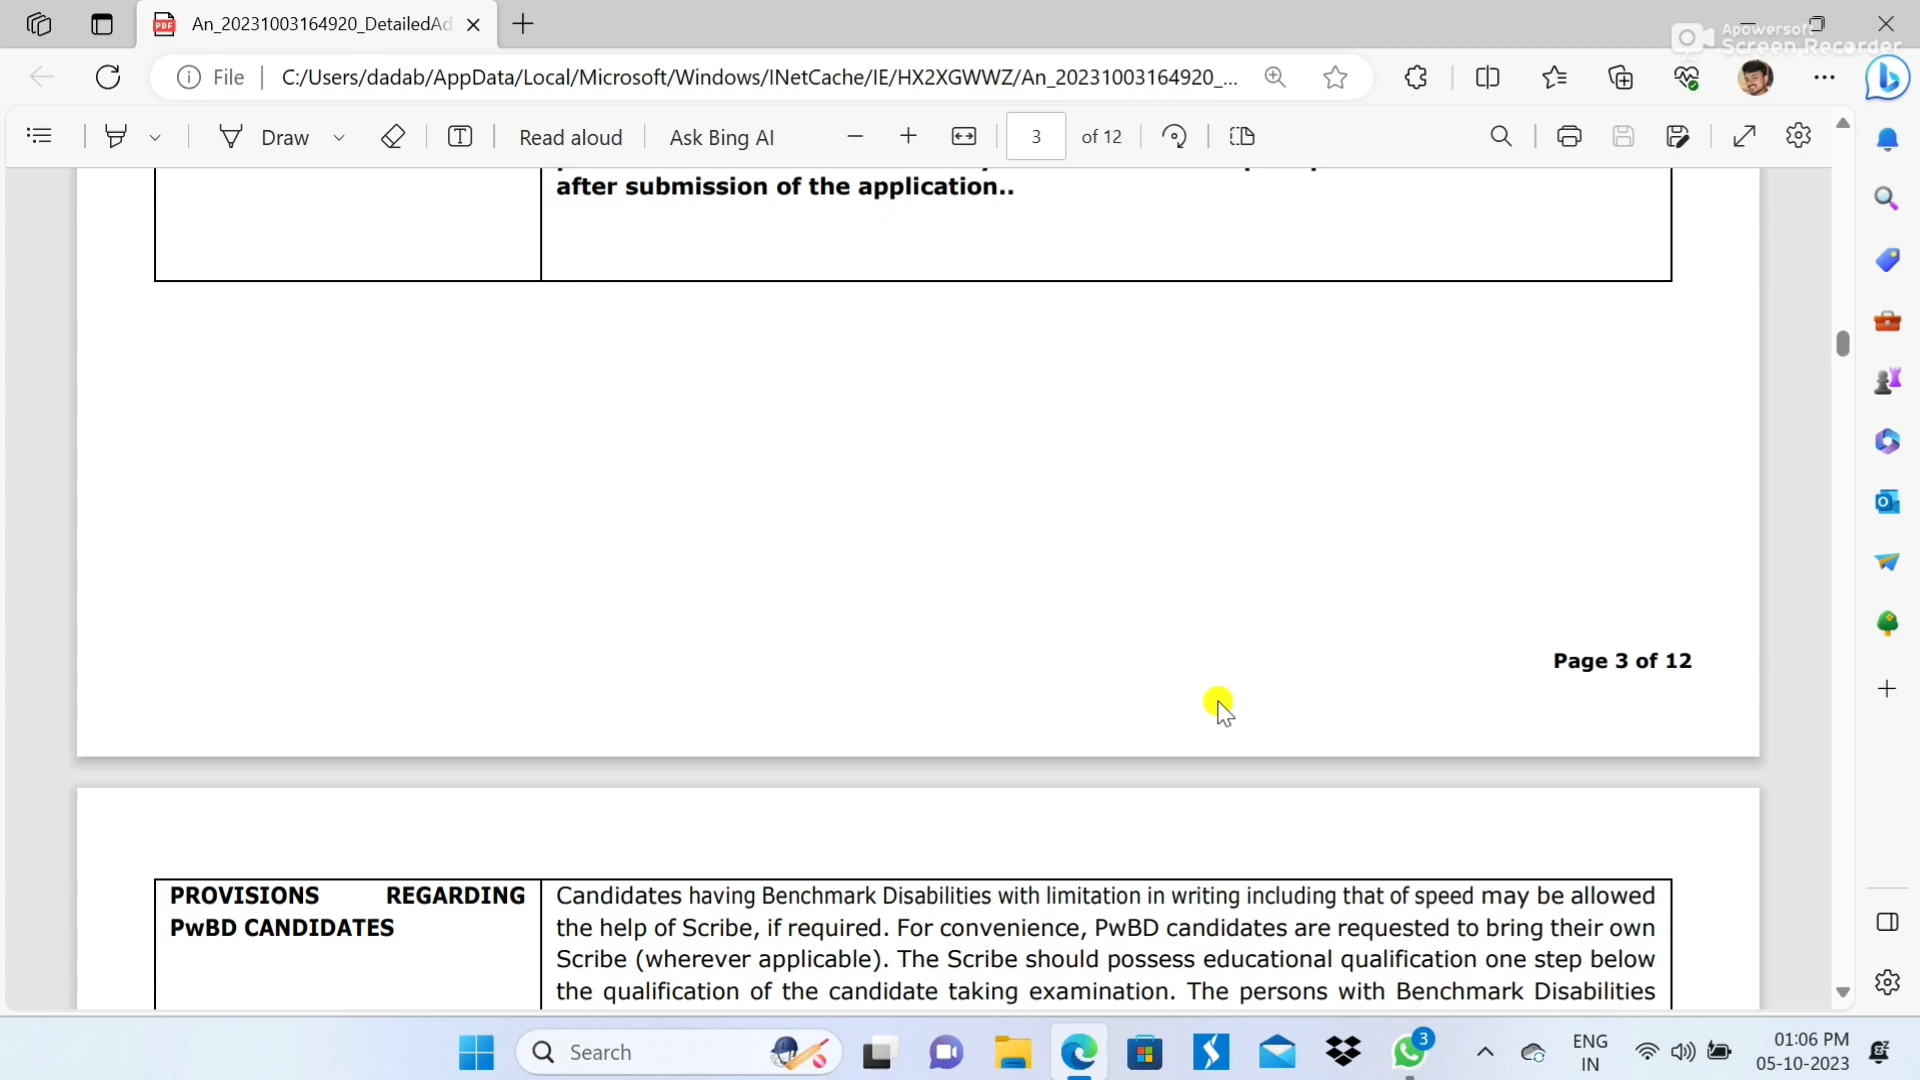 An_20231003164920_DetailedAd
Apowersoft
Screen Recorder
File
C:/Users/dadab/AppData/Local/Microsoft/Windows/INetCache/IE/HX2XGWWZ/An_20231003164920_...
Draw
Read aloud
Ask Bing AI
3
of 12
after submission of the application..
Page 3 of 12
PROVISIONS REGARDING
PwBD CANDIDATES
Candidates having Benchmark Disabilities with limitation in writing including that of speed may be allowed
the help of Scribe, if required. For convenience, PwBD candidates are requested to bring their own
Scribe (wherever applicable). The Scribe should possess educational qualification one step below
the qualification of the candidate taking examination. The persons with Benchmark Disabilities
Search
3
ENG
IN
01:06 PM
05-10-2023